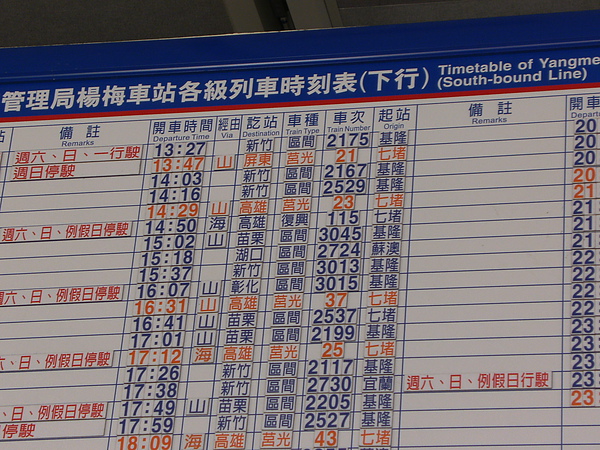 管理局楊梅車站各級列車時刻表(下行) Timetable of Yangme
(South-bound Line)
站 備註 開車時間 經由 訖站 車種 車次 起站 備註 開車
Remarks Departure Time Via Destination Train Type Train Number Origin Remarks
週六、日、一行駛 13:27 新竹 區間 2175 基隆
週日停駛 13:47 山 屏東 莒光 21 七堵
14:03 新竹 區間 2167 基隆
14:16 新竹 區間 2529 基隆
14:29 山 高雄 莒光 23 七堵
週六、日、例假日停駛 14:50 海 高雄 復興 115 七堵
15:02 山 苗栗 區間 3045 基隆
15:18 湖口 區間 2724 蘇澳
15:37 新竹 區間 3013 基隆
六、日、例假日停駛 16:07 山 彰化 區間 3015 基隆
16:31 山 高雄 莒光 37 七堵
16:41 山 苗栗 區間 2537 七堵
17:01 山 苗栗 區間 2199 基隆
六、日、例假日停駛 17:12 海 高雄 莒光 25 七堵
17:26 新竹 區間 2117 基隆
17:38 新竹 區間 2730 宜蘭 週六、日、例假日行駛
六、日、例假日停駛 17:49 山 苗栗 區間 2205 基隆
日停駛 17:59 新竹 區間 2527 基隆
18:09 海 高雄 莒光 43 七堵